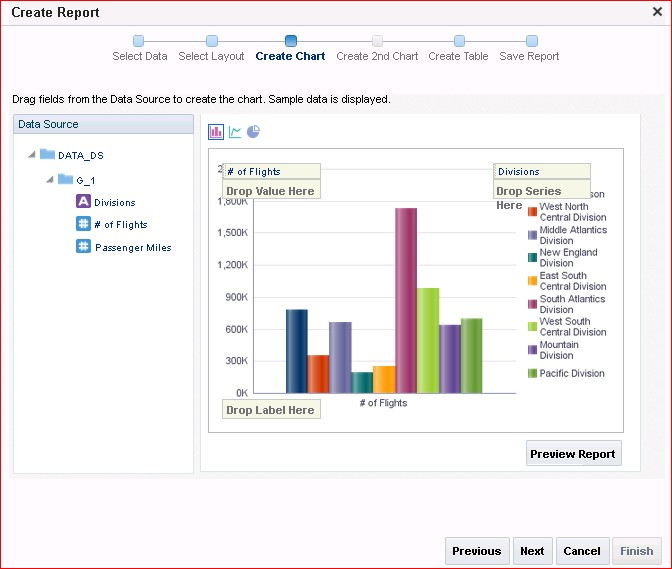 Create Report
Select Data
Select Layout
Create Chart
Create 2nd Chart
Create Table
Save Report
Drag fields from the Data Source to create the chart. Sample data is displayed.
Data Source
DATA_DS
G_1
A Divisions
# # of Flights
# Passenger Miles
# of Flights
Drop Value Here
Divisions
Drop Series
Here
1,800K
1,500K
1,200K
900K
600K
300K
0K
West North
Central Division
Middle Atlantics
Division
New England
Division
East South
Central Division
South Atlantics
Division
West South
Central Division
Mountain
Division
Pacific Division
Drop Label Here
# of Flights
Preview Report
Previous
Next
Cancel
Finish